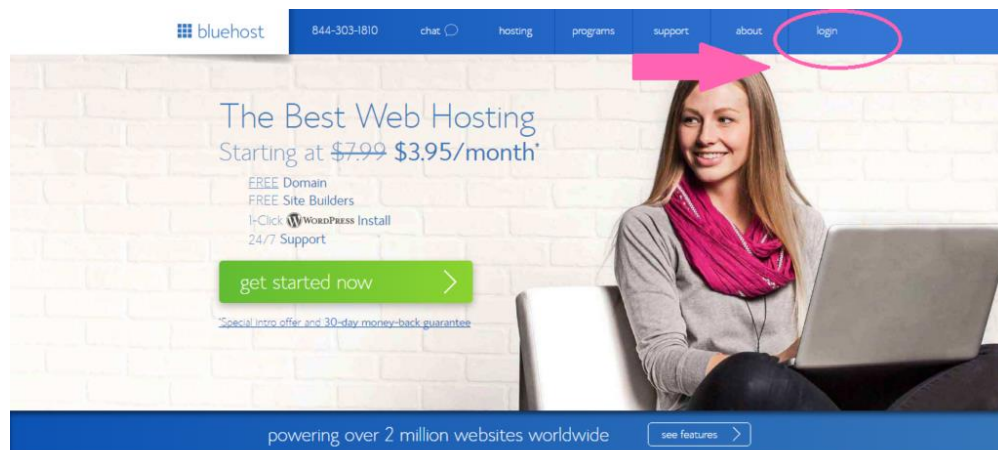 bluehost
844-303-1810
chat
hosting
programs
support
about
login
The Best Web Hosting
Starting at $7.99 $3.95/month*
FREE Domain
FREE Site Builders
1-Click WORDPRESS Install
24/7 Support
get started now
*Special intro offer and 30-day money-back guarantee
powering over 2 million websites worldwide
see features